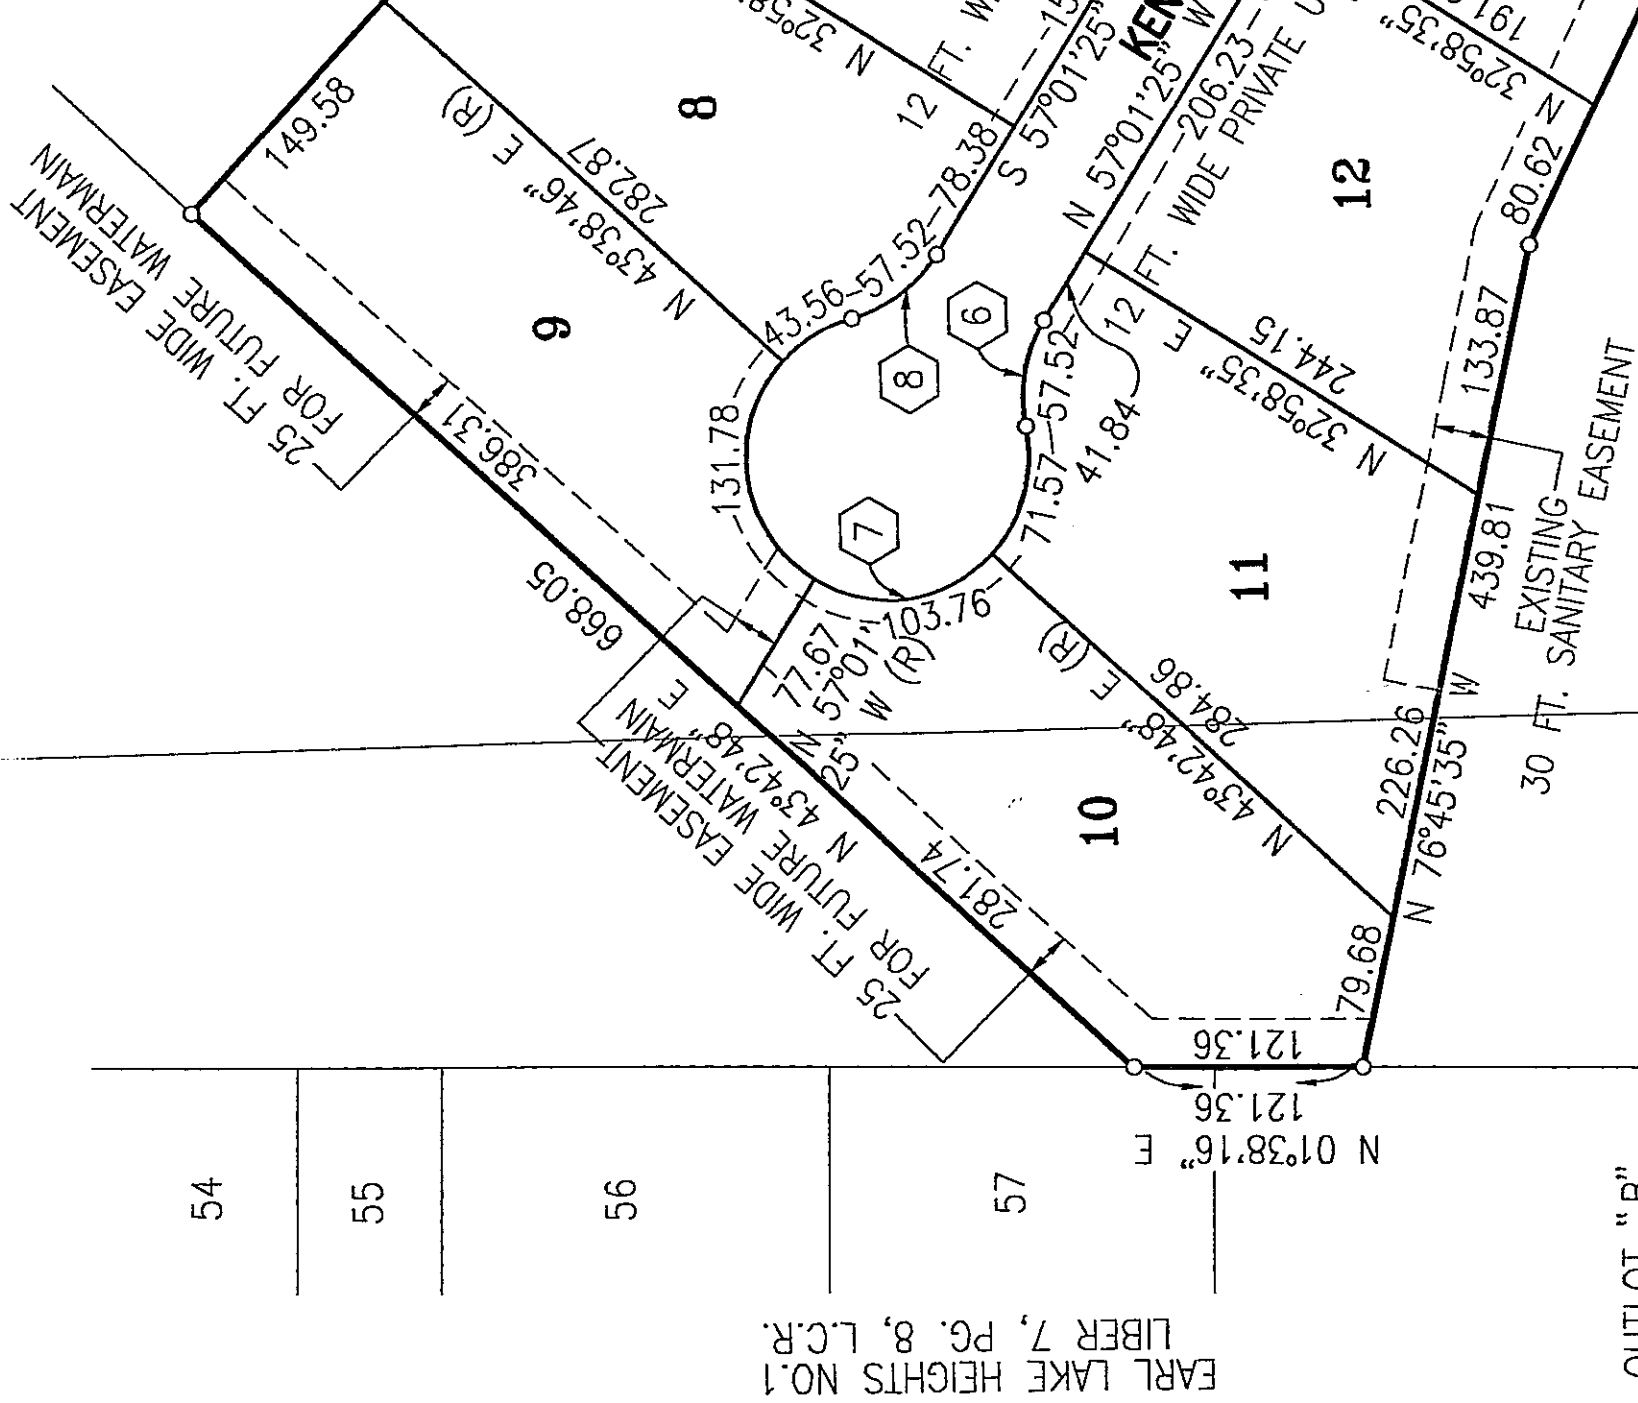 149.58
25 FT. WIDE EASEMENT
FOR FUTURE WATERMAIN
386.31
668.05
9
N 43°38'46" E (R)
282.87
8
N 32°58'
12 FT. WI
15
78.38
S 57°01'25"
KEN
57.52
43.56
131.78
8
6
7
N 57°01'25" W
206.23
12 FT. WIDE PRIVATE U
32°58'35"
191.
N
12
80.62
N
57.52
41.84
71.57
103.76
N 32°58'35" E
244.15
133.87
439.81
EXISTING
30 FT. SANITARY EASEMENT
11
77.67
N 57°01'
25" W (R)
N 43°42'48" E
25 FT. WIDE EASEMENT
FOR FUTURE WATERMAIN
281.74
10
N 43°42'48" E (R)
284.86
226.26
N 76°45'35" W
79.68
121.36
121.36
N 01°38'16" E
54
55
56
57
EARL LAKE HEIGHTS NO.1
LIBER 7, PG. 8, L.C.R.
OUTLOT "B"